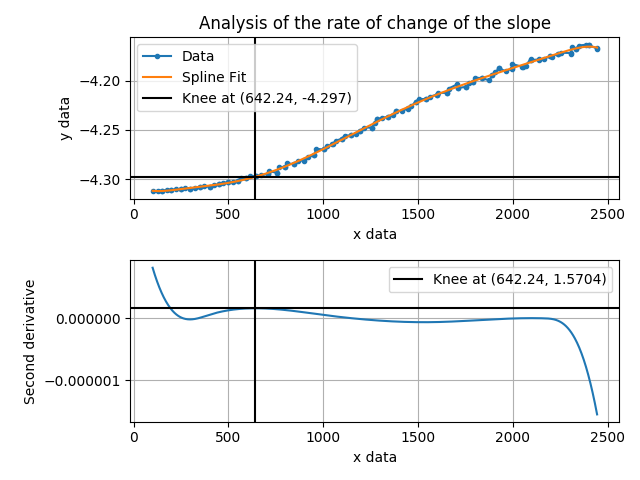 Analysis of the rate of change of the slope
Data
Spline Fit
Knee at (642.24, -4.297)
−4.20
−4.25
−4.30
y data
0 500 1000 1500 2000 2500
x data
Knee at (642.24, 1.5704)
0.000000
−0.000001
Second derivative
0 500 1000 1500 2000 2500
x data